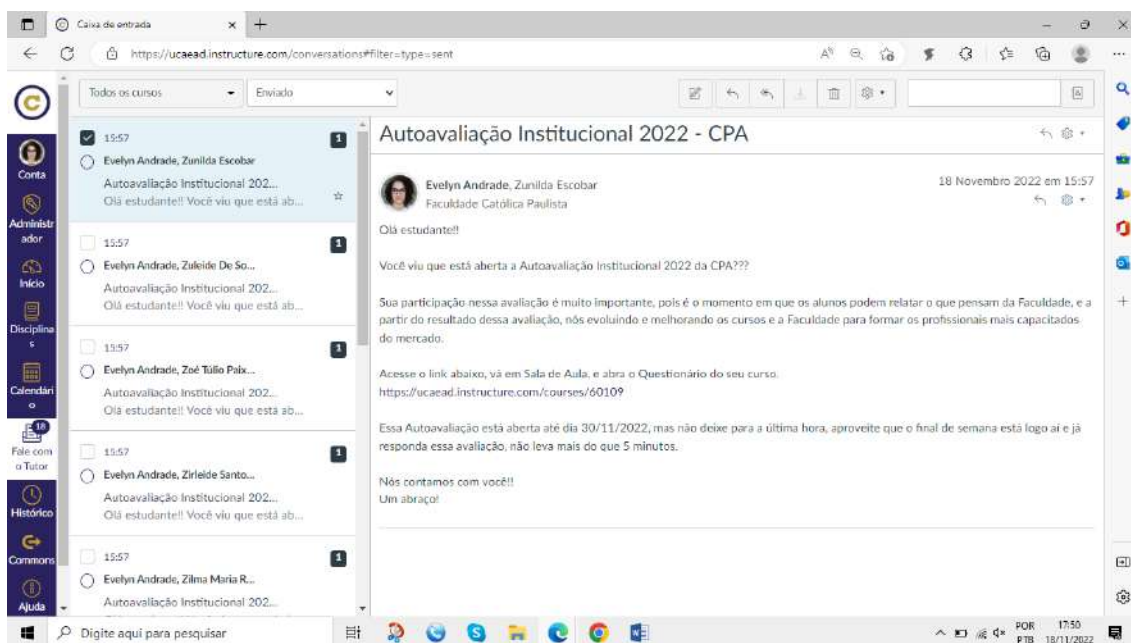 Caixa de entrada
https://ucaead.instructure.com/conversations#filter=type=sent
Todos os cursos
Enviado
Conta
Administr
ador
Início
Disciplina
s
Calendári
o
18
Fale com
o Tutor
Histórico
Commons
Ajuda
15:57
1
Evelyn Andrade, Zunilda Escobar
Autoavaliação Institucional 202...
Olá estudante!! Você viu que está ab...
15:57
1
Evelyn Andrade, Zuleide De So...
Autoavaliação Institucional 202...
Olá estudante!! Você viu que está ab...
15:57
1
Evelyn Andrade, Zoé Túlio Paix...
Autoavaliação Institucional 202...
Olá estudante!! Você viu que está ab...
15:57
1
Evelyn Andrade, Zirleide Santo...
Autoavaliação Institucional 202...
Olá estudante!! Você viu que está ab...
15:57
1
Evelyn Andrade, Zilma Maria R...
Autoavaliação Institucional 202...
Autoavaliação Institucional 2022 - CPA
Evelyn Andrade, Zunilda Escobar
Faculdade Católica Paulista
18 Novembro 2022 em 15:57
Olá estudante!!
Você viu que está aberta a Autoavaliação Institucional 2022 da CPA???
Sua participação nessa avaliação é muito importante, pois é o momento em que os alunos podem relatar o que pensam da Faculdade, e a
partir do resultado dessa avaliação, nós evoluindo e melhorando os cursos e a Faculdade para formar os profissionais mais capacitados
do mercado.
Acesse o link abaixo, vá em Sala de Aula, e abra o Questionário do seu curso.
https://ucaead.instructure.com/courses/60109
Essa Autoavaliação está aberta até dia 30/11/2022, mas não deixe para a última hora, aproveite que o final de semana está logo aí e já
responda essa avaliação, não leva mais do que 5 minutos.
Nós contamos com você!!
Um abraço!
Digite aqui para pesquisar
POR
PTB
17:50
18/11/2022